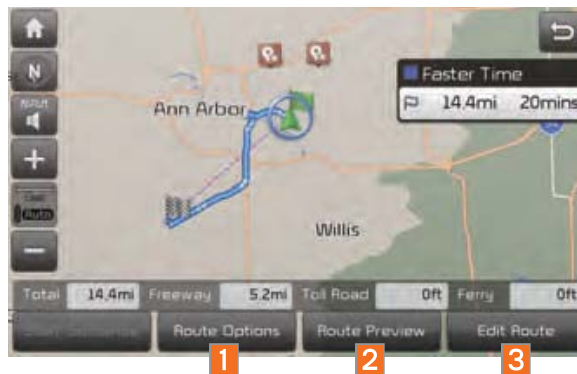 N
Faster Time
14.4mi 20mins
Ann Arbor
Auto
Willis
Total 14.4mi Freeway 5.2mi Toll Road 0ft Ferry 0ft
Route Options Route Preview Edit Route
1 2 3